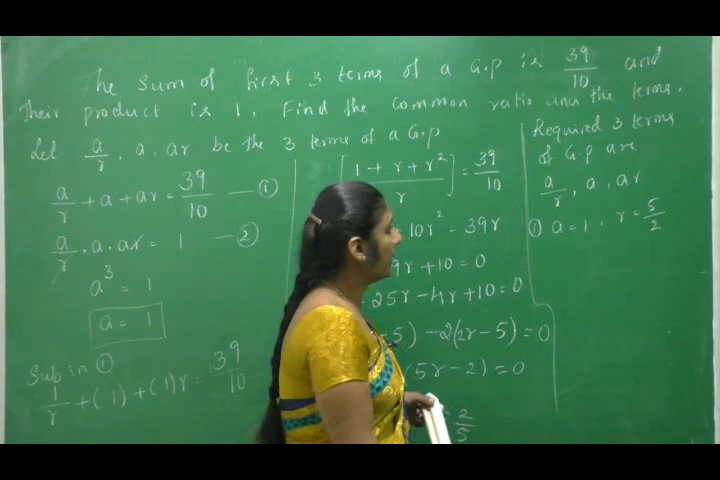 The sum of first 3 terms of a G.P is 39/10 and
Their product is 1, Find the common ratio and the terms.
Let a/r, a, ar be the 3 terms of a G.P
a/r + a + ar = 39/10 — ①
a/r . a . ar = 1 — ②
a³ = 1
a = 1
Sub in ①
1/r + (1) + (1)r = 39/10
[1 + r + r²/r] = 39/10
10r² = 39r
9r + 10 = 0
25r - 4r + 10 = 0
5) - 2(2r - 5) = 0
(5r - 2) = 0
= 2/5
Required 3 terms
of G.P are
a/r, a, ar
① a = 1, r = 5/2